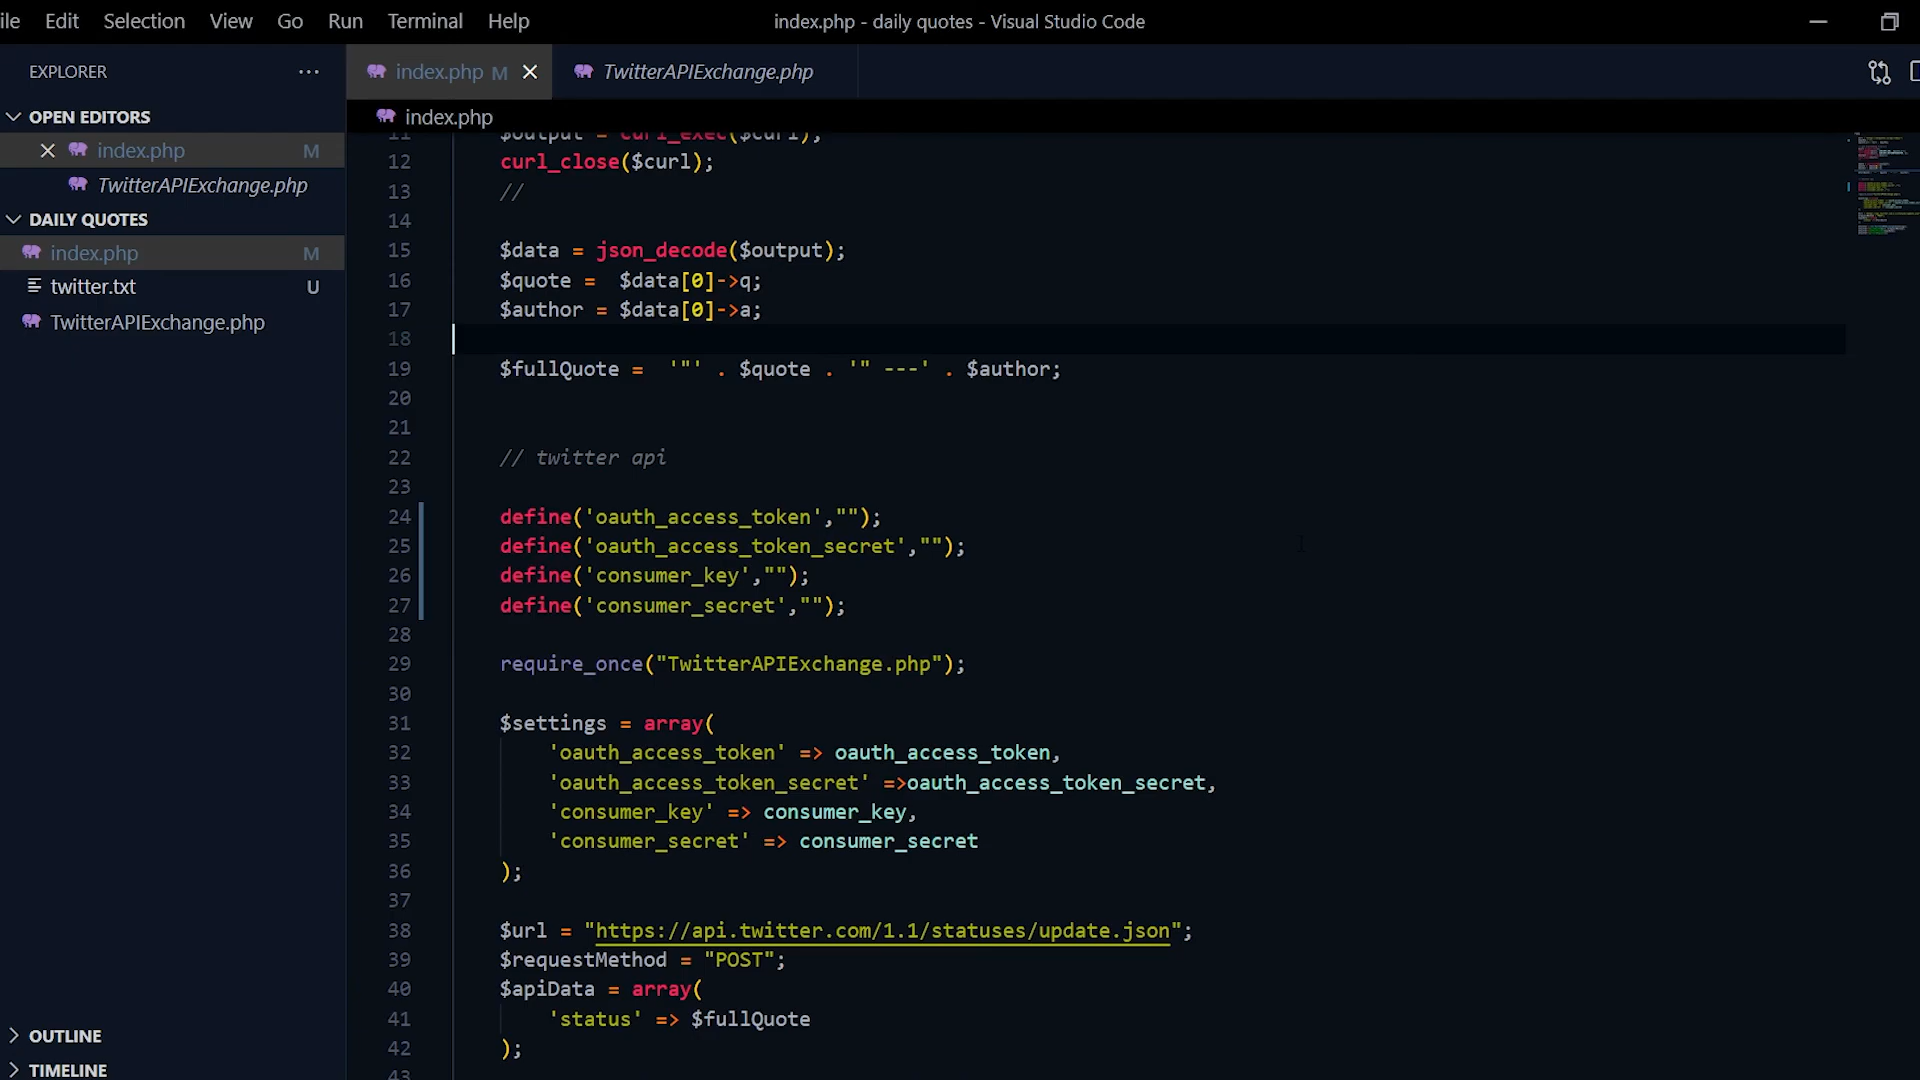 ile Edit Selection View Go Run Terminal Help
index.php - daily quotes - Visual Studio Code
EXPLORER
OPEN EDITORS
index.php M
TwitterAPIExchange.php
DAILY QUOTES
index.php M
twitter.txt U
TwitterAPIExchange.php
OUTLINE
TIMELINE
index.php M
TwitterAPIExchange.php
index.php
11 $output = curl_exec($curl);
12 curl_close($curl);
13 //
14
15 $data = json_decode($output);
16 $quote =  $data[0]->q;
17 $author = $data[0]->a;
18
19 $fullQuote =  '"' . $quote . '" ---' . $author;
20
21
22 // twitter api
23
24 define('oauth_access_token',"");
25 define('oauth_access_token_secret',"");
26 define('consumer_key',"");
27 define('consumer_secret',"");
28
29 require_once("TwitterAPIExchange.php");
30
31 $settings = array(
32 'oauth_access_token' => oauth_access_token,
33 'oauth_access_token_secret' =>oauth_access_token_secret,
34 'consumer_key' => consumer_key,
35 'consumer_secret' => consumer_secret
36 );
37
38 $url = "https://api.twitter.com/1.1/statuses/update.json";
39 $requestMethod = "POST";
40 $apiData = array(
41 'status' => $fullQuote
42 );
43